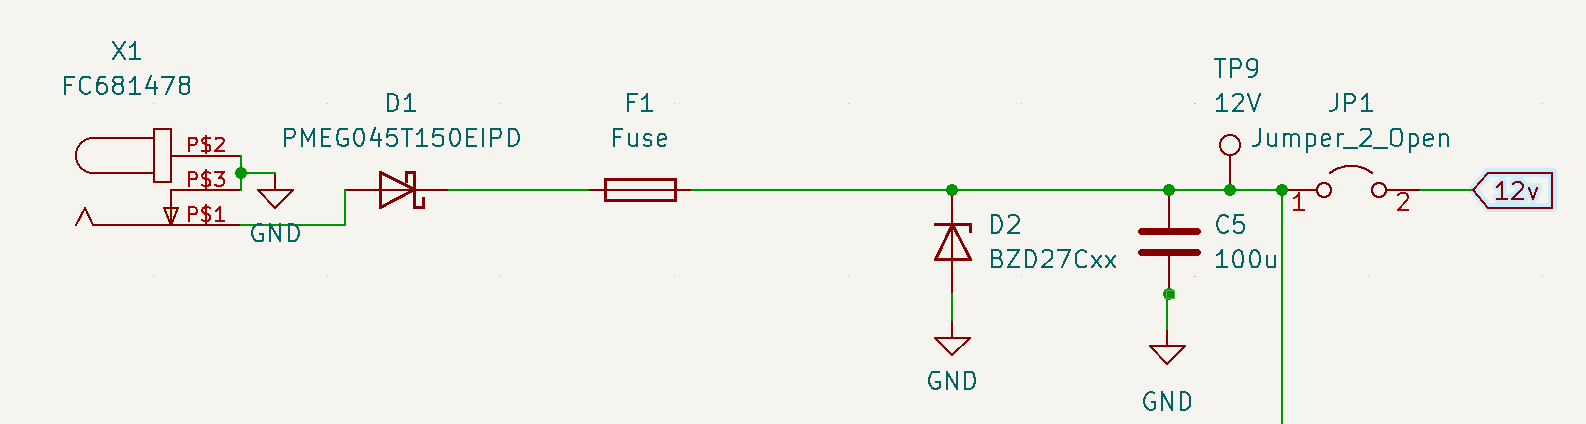 X1
FC681478
P$2
P$3
P$1
GND
D1
PMEG045T150EIPD
F1
Fuse
D2
BZD27Cxx
GND
C5
100u
GND
TP9
12V
JP1
Jumper_2_Open
1
2
12v